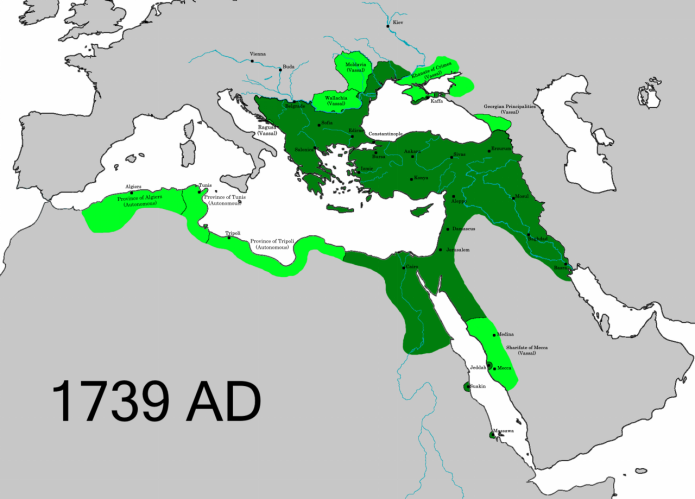 Kiev
Vienna
Buda
Moldavia
(Vassal)
Khanate of Crimea
(Vassal)
Kaffa
Wallachia
(Vassal)
Belgrade
Georgian Principalities
(Vassal)
Ragusa
(Vassal)
Sofia
Edirne
Constantinople
Salonica
Bursa
Ankara
Sivas
Erzurum
Izmir
Konya
Algiers
Tunis
Province of Algiers
(Autonomous)
Province of Tunis
(Autonomous)
Aleppo
Mosul
Tripoli
Province of Tripoli
(Autonomous)
Damascus
Baghdad
Jerusalem
Cairo
Basra
Medina
Sharifate of Mecca
(Vassal)
Jeddah
Mecca
Suakin
1739 AD
Massawa